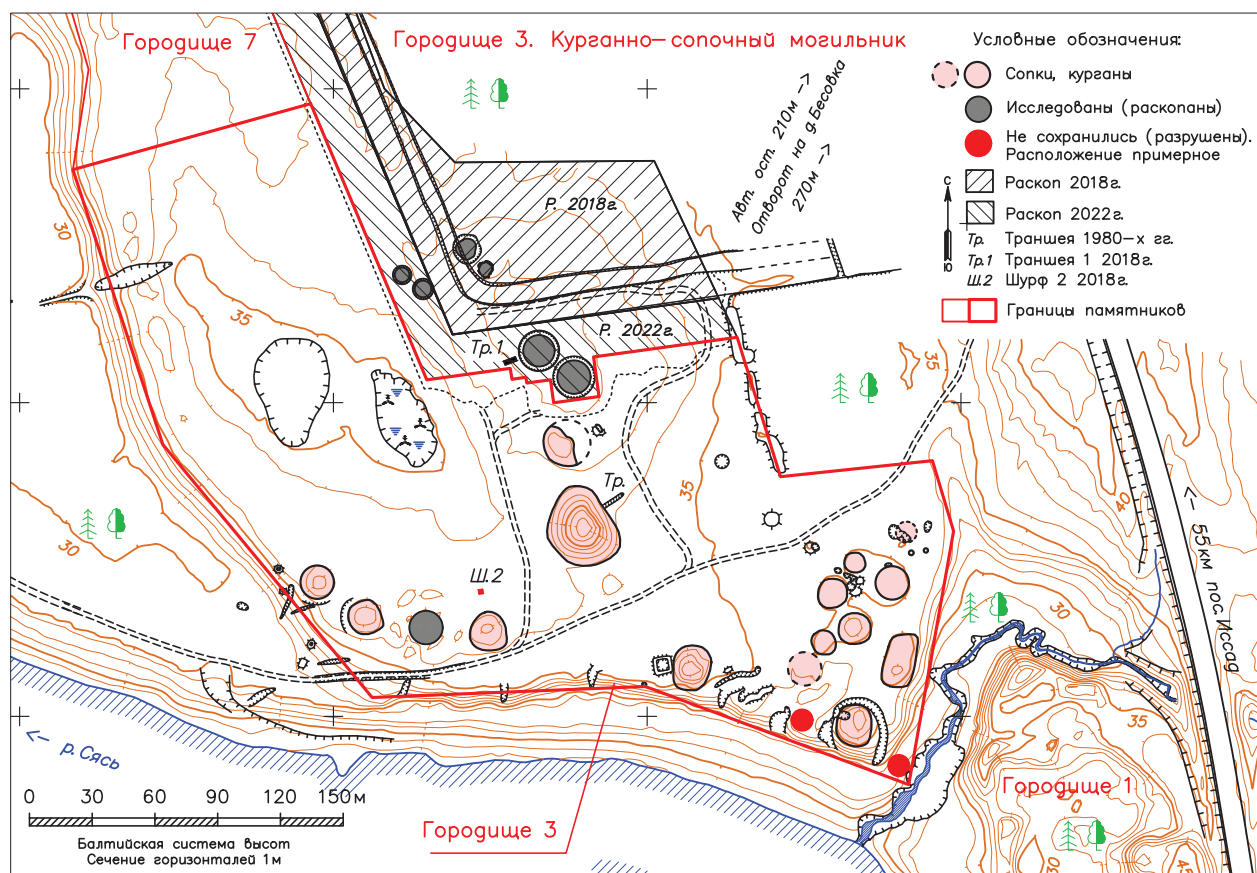 Городище 7
Городище 3. Курганно—сопочный могильник
Условные обозначения:
Сопки, курганы
Исследованы (раскопаны)
Не сохранились (разрушены).
Расположение примерное
С
Ю
Раскоп 2018г.
Раскоп 2022г.
Тр. Траншея 1980—х гг.
Тр.1 Траншея 1 2018г.
Ш.2 Шурф 2 2018г.
Границы памятников
Авт. ост. 210м —>
Отворот на д.Бесовка
270м —>
Р. 2018г.
Р. 2022г.
Тр.1
30
35
35
35
40
Тр.
30
Ш.2
<— 55км пос.Иссад
30
35
<— р.Сясь
Городище 1
Городище 3
30
45
0 30 60 90 120 150м
Балтийская система высот
Сечение горизонталей 1м